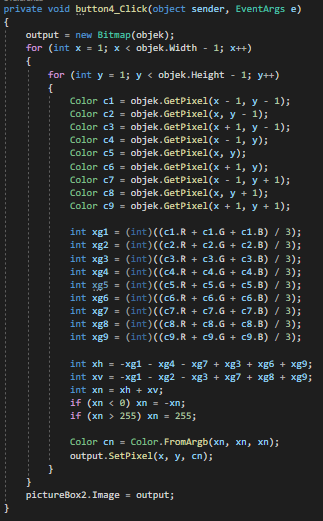 private void button4_Click(object sender, EventArgs e)
{
output = new Bitmap(objek);
for (int x = 1; x < objek.Width - 1; x++)
{
for (int y = 1; y < objek.Height - 1; y++)
{
Color c1 = objek.GetPixel(x - 1, y - 1);
Color c2 = objek.GetPixel(x, y - 1);
Color c3 = objek.GetPixel(x + 1, y - 1);
Color c4 = objek.GetPixel(x - 1, y);
Color c5 = objek.GetPixel(x, y);
Color c6 = objek.GetPixel(x + 1, y);
Color c7 = objek.GetPixel(x - 1, y + 1);
Color c8 = objek.GetPixel(x, y + 1);
Color c9 = objek.GetPixel(x + 1, y + 1);
int xg1 = (int)((c1.R + c1.G + c1.B) / 3);
int xg2 = (int)((c2.R + c2.G + c2.B) / 3);
int xg3 = (int)((c3.R + c3.G + c3.B) / 3);
int xg4 = (int)((c4.R + c4.G + c4.B) / 3);
int xg5 = (int)((c5.R + c5.G + c5.B) / 3);
int xg6 = (int)((c6.R + c6.G + c6.B) / 3);
int xg7 = (int)((c7.R + c7.G + c7.B) / 3);
int xg8 = (int)((c8.R + c8.G + c8.B) / 3);
int xg9 = (int)((c9.R + c9.G + c9.B) / 3);
int xh = -xg1 - xg4 - xg7 + xg3 + xg6 + xg9;
int xv = -xg1 - xg2 - xg3 + xg7 + xg8 + xg9;
int xn = xh + xv;
if (xn < 0) xn = -xn;
if (xn > 255) xn = 255;
Color cn = Color.FromArgb(xn, xn, xn);
output.SetPixel(x, y, cn);
}
}
pictureBox2.Image = output;
}